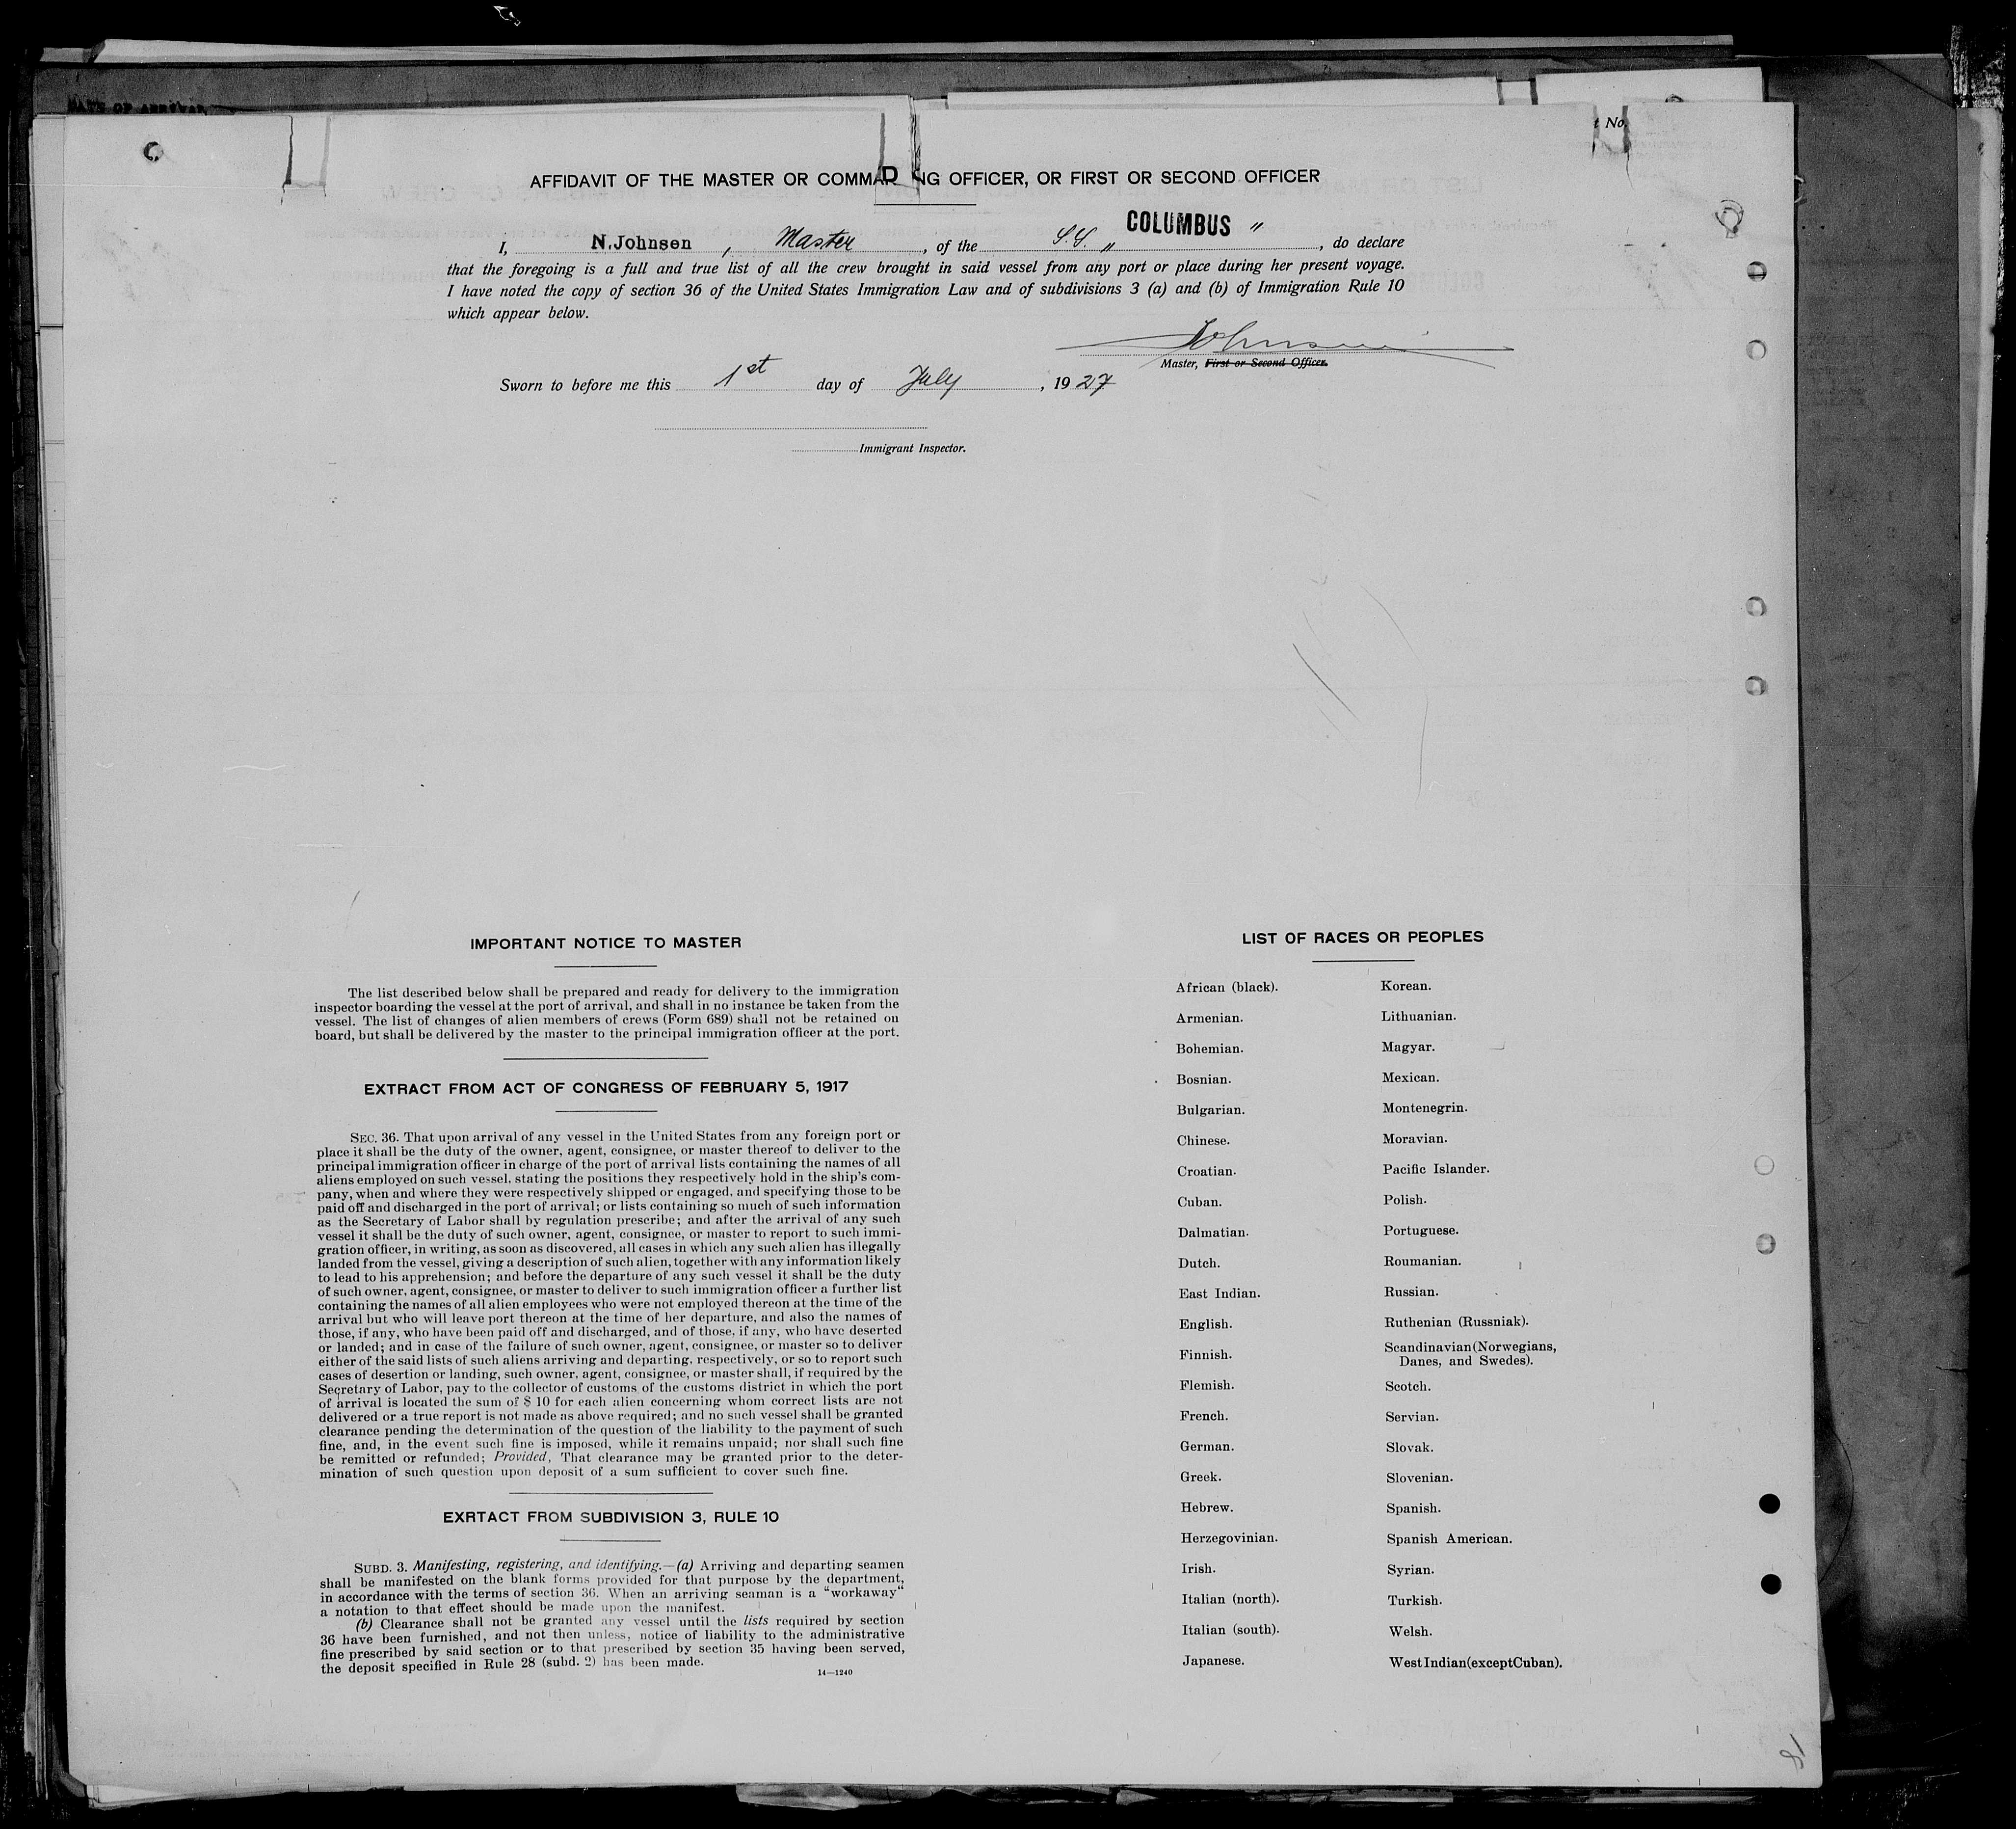 DATE OF ARRIVAL
t No.
AFFIDAVIT OF THE MASTER OR COMMAD NG OFFICER, OR FIRST OR SECOND OFFICER
I, N. Johnsen , Master , of the S.S. „ COLUMBUS " , do declare
that the foregoing is a full and true list of all the crew brought in said vessel from any port or place during her present voyage.
I have noted the copy of section 36 of the United States Immigration Law and of subdivisions 3 (a) and (b) of Immigration Rule 10
which appear below.
Johnsen
Master, First or Second Officer.
Sworn to before me this 1st day of July , 1927
Immigrant Inspector.
IMPORTANT NOTICE TO MASTER
The list described below shall be prepared and ready for delivery to the immigration
inspector boarding the vessel at the port of arrival, and shall in no instance be taken from the
vessel. The list of changes of alien members of crews (Form 689) shall not be retained on
board, but shall be delivered by the master to the principal immigration officer at the port.
EXTRACT FROM ACT OF CONGRESS OF FEBRUARY 5, 1917
SEC. 36. That upon arrival of any vessel in the United States from any foreign port or
place it shall be the duty of the owner, agent, consignee, or master thereof to deliver to the
principal immigration officer in charge of the port of arrival lists containing the names of all
aliens employed on such vessel, stating the positions they respectively hold in the ship's com-
pany, when and where they were respectively shipped or engaged, and specifying those to be
paid off and discharged in the port of arrival; or lists containing so much of such information
as the Secretary of Labor shall by regulation prescribe; and after the arrival of any such
vessel it shall be the duty of such owner, agent, consignee, or master to report to such immi-
gration officer, in writing, as soon as discovered, all cases in which any such alien has illegally
landed from the vessel, giving a description of such alien, together with any information likely
to lead to his apprehension; and before the departure of any such vessel it shall be the duty
of such owner, agent, consignee, or master to deliver to such immigration officer a further list
containing the names of all alien employees who were not employed thereon at the time of the
arrival but who will leave port thereon at the time of her departure, and also the names of
those, if any, who have been paid off and discharged, and of those, if any, who have deserted
or landed; and in case of the failure of such owner, agent, consignee, or master so to deliver
either of the said lists of such aliens arriving and departing, respectively, or so to report such
cases of desertion or landing, such owner, agent, consignee, or master shall, if required by the
Secretary of Labor, pay to the collector of customs of the customs district in which the port
of arrival is located the sum of $ 10 for each alien concerning whom correct lists are not
delivered or a true report is not made as above required; and no such vessel shall be granted
clearance pending the determination of the question of the liability to the payment of such
fine, and, in the event such fine is imposed, while it remains unpaid; nor shall such fine
be remitted or refunded; Provided, That clearance may be granted prior to the deter-
mination of such question upon deposit of a sum sufficient to cover such fine.
EXRTACT FROM SUBDIVISION 3, RULE 10
SUBD. 3. Manifesting, registering, and identifying.—(a) Arriving and departing seamen
shall be manifested on the blank forms provided for that purpose by the department,
in accordance with the terms of section 36. When an arriving seaman is a “workaway“
a notation to that effect should be made upon the manifest.
(b) Clearance shall not be granted any vessel until the lists required by section
36 have been furnished, and not then unless, notice of liability to the administrative
fine prescribed by said section or to that prescribed by section 35 having been served,
the deposit specified in Rule 28 (subd. 2) has been made.
14—1240
LIST OF RACES OR PEOPLES
African (black).
Armenian.
Bohemian.
Bosnian.
Bulgarian.
Chinese.
Croatian.
Cuban.
Dalmatian.
Dutch.
East Indian.
English.
Finnish.
Flemish.
French.
German.
Greek.
Hebrew.
Herzegovinian.
Irish.
Italian (north).
Italian (south).
Japanese.
Korean.
Lithuanian.
Magyar.
Mexican.
Montenegrin.
Moravian.
Pacific Islander.
Polish.
Portuguese.
Roumanian.
Russian.
Ruthenian (Russniak).
Scandinavian (Norwegians,
Danes, and Swedes).
Scotch.
Servian.
Slovak.
Slovenian.
Spanish.
Spanish American.
Syrian.
Turkish.
Welsh.
West Indian (except Cuban).